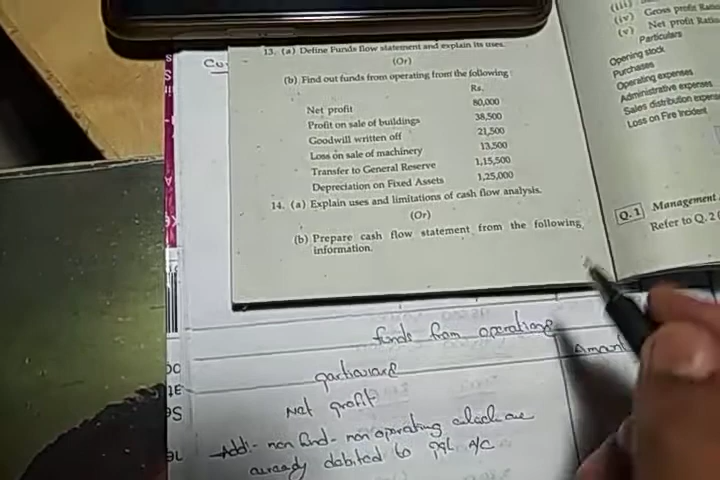 13. (a) Define Funds flow statement and explain its uses.
(Or)
(b) Find out funds from operating from the following
Rs.
Net profit 80,000
Profit on sale of buildings 38,500
Goodwill written off 21,500
Loss on sale of machinery 13,500
Transfer to General Reserve 1,15,500
Depreciation on Fixed Assets 1,25,000
14. (a) Explain uses and limitations of cash flow analysis.
(Or)
(b) Prepare cash flow statement from the following
information.
(iii)
(iv) Gross profit Ratio
(v) Net profit Ratio
Particulars
Opening stock
Purchases
Operating expenses
Administrative expenses
Sales distribution expens
Loss on Fire Incident
Q.1 Management
Refer to Q. 2
Funds from operations
Amount
Net profit
Add:- non fund - non operating which are
already debited to P&L A/C